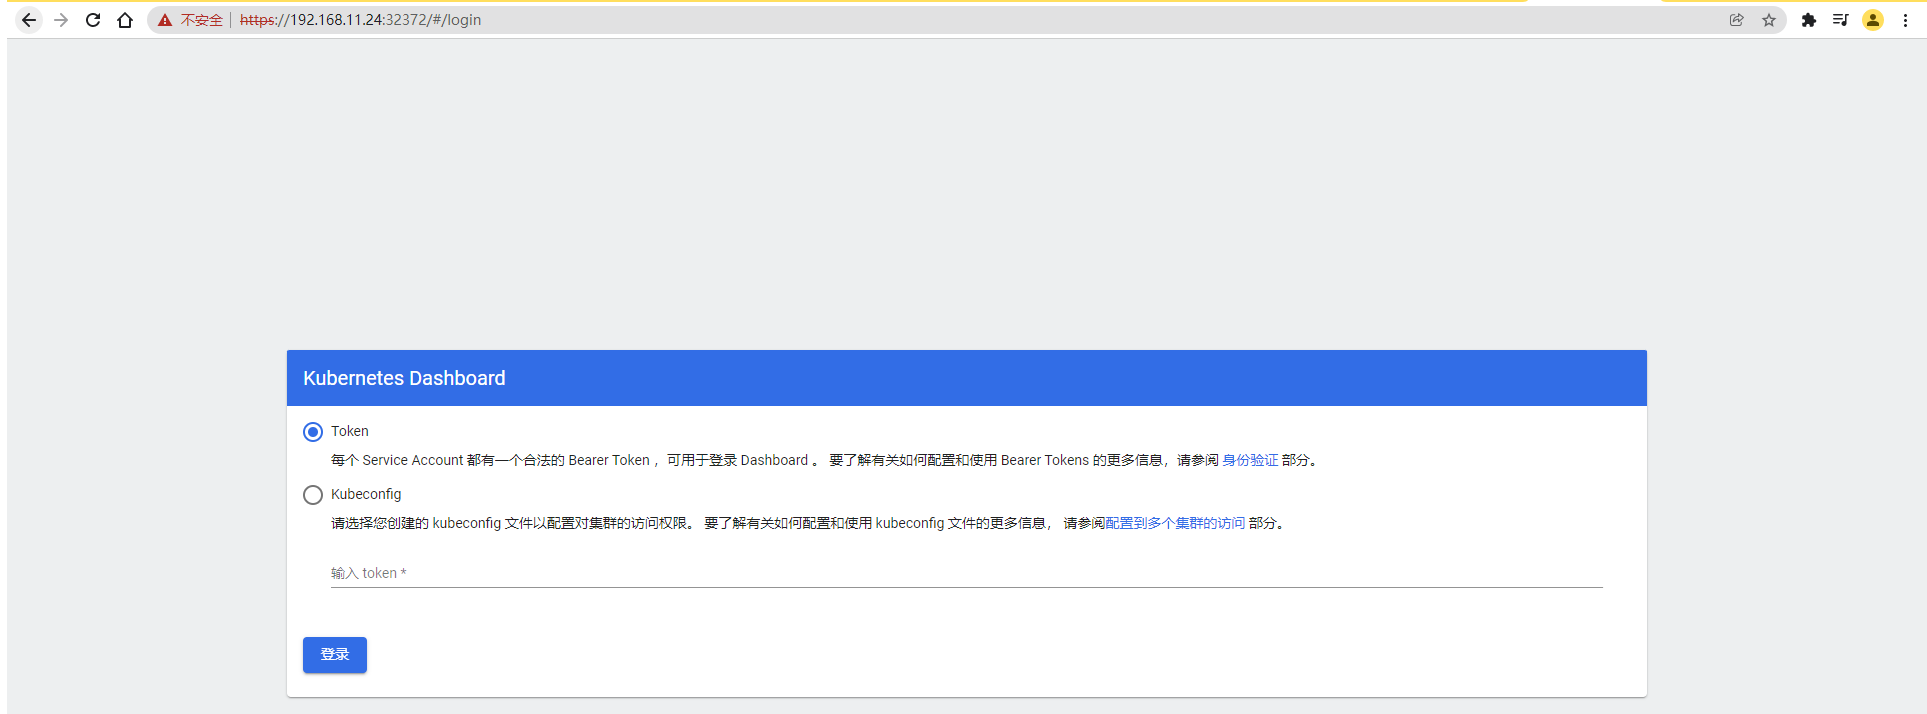 不安全 https://192.168.11.24:32372/#/login
Kubernetes Dashboard
Token
每个 Service Account 都有一个合法的 Bearer Token ，可用于登录 Dashboard 。 要了解有关如何配置和使用 Bearer Tokens 的更多信息，请参阅 身份验证 部分。
Kubeconfig
请选择您创建的 kubeconfig 文件以配置对集群的访问权限。 要了解有关如何配置和使用 kubeconfig 文件的更多信息， 请参阅配置到多个集群的访问 部分。
输入 token *
登录